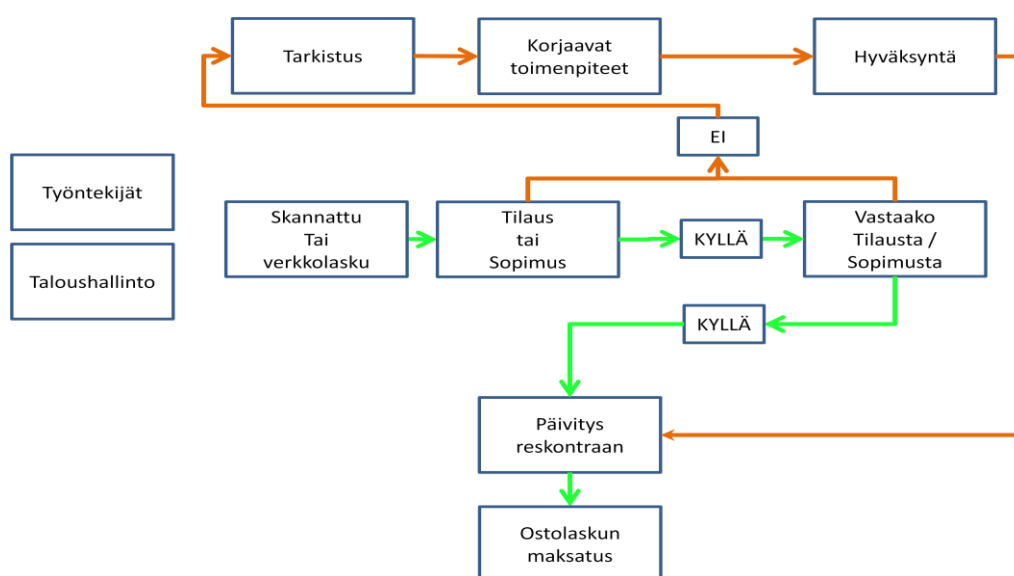 Tarkistus
Korjaavat
toimenpiteet
Hyväksyntä
EI
Työntekijät
Skannattu
Tai
verkkolasku
Tilaus
tai
Sopimus
KYLLÄ
Vastaako
Tilausta /
Sopimusta
Taloushallinto
KYLLÄ
Päivitys
reskontraan
Ostolaskun
maksatus